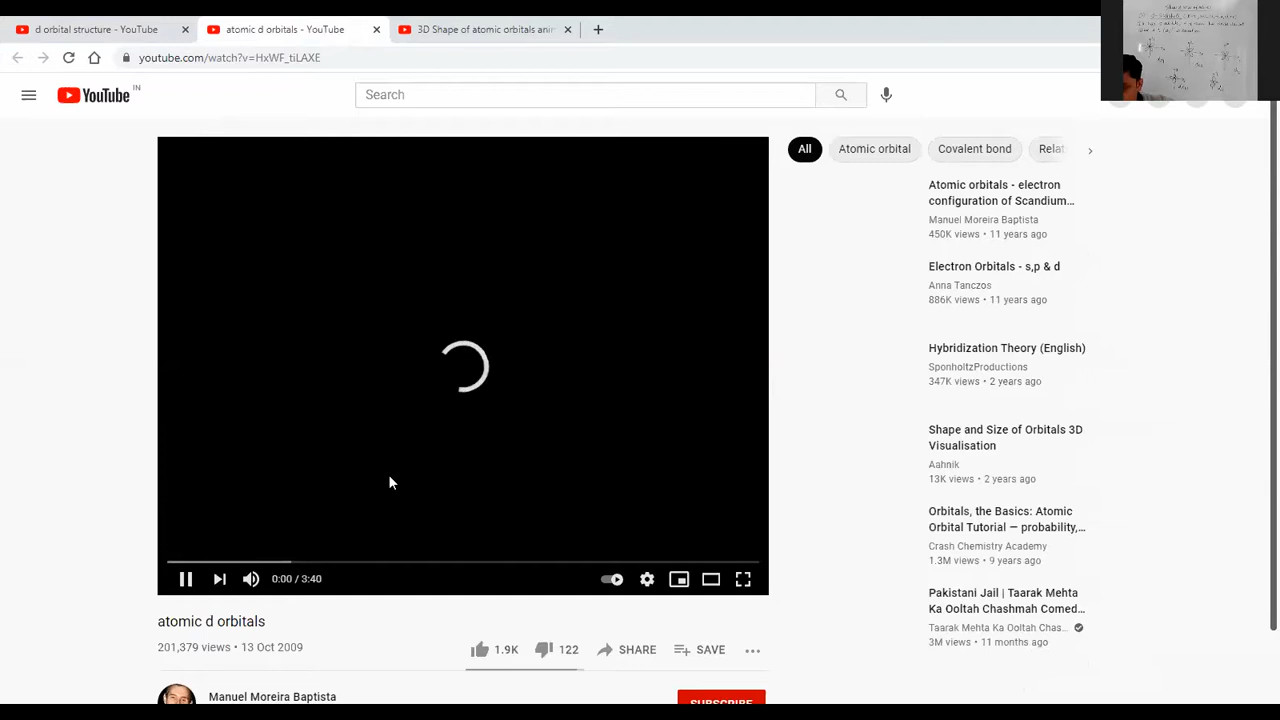 d orbital structure - YouTube
atomic d orbitals - YouTube
3D Shape of atomic orbitals ani
youtube.com/watch?v=HxWF_tiLAXE
YouTube IN
Search
All
Atomic orbital
Covalent bond
Relat
Atomic orbitals - electron
configuration of Scandium...
Manuel Moreira Baptista
450K views • 11 years ago
Electron Orbitals - s,p & d
Anna Tanczos
886K views • 11 years ago
Hybridization Theory (English)
SponholtzProductions
347K views • 2 years ago
Shape and Size of Orbitals 3D
Visualisation
Aahnik
13K views • 2 years ago
Orbitals, the Basics: Atomic
Orbital Tutorial — probability,...
Crash Chemistry Academy
1.3M views • 9 years ago
Pakistani Jail | Taarak Mehta
Ka Ooltah Chashmah Comed...
Taarak Mehta Ka Ooltah Chas...
3M views • 11 months ago
0:00 / 3:40
atomic d orbitals
201,379 views • 13 Oct 2009
1.9K
122
SHARE
SAVE
Manuel Moreira Baptista
SUBSCRIBE